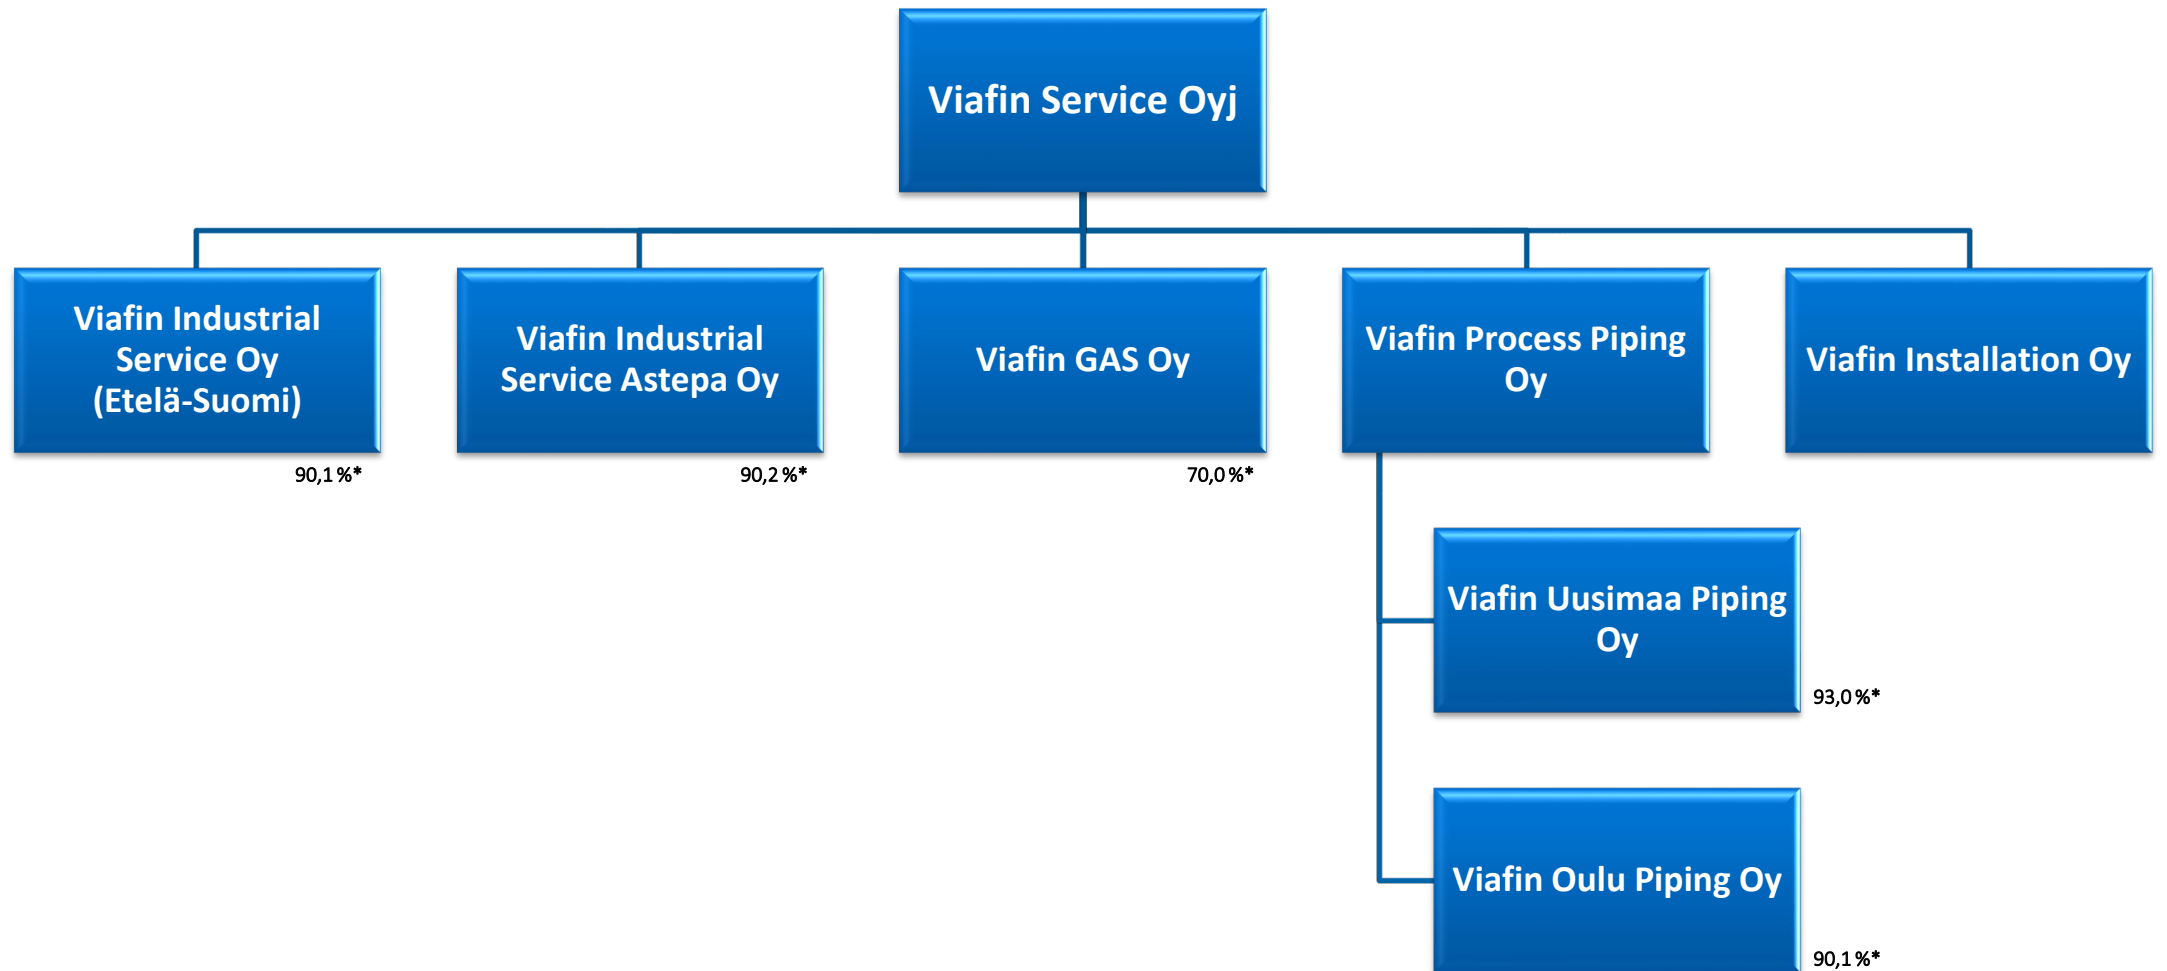 Viafin Service Oyj
Viafin Industrial
Service Oy
(Etelä-Suomi)
90,1 %*
Viafin Industrial
Service Astepa Oy
90,2 %*
Viafin GAS Oy
70,0 %*
Viafin Process Piping
Oy
Viafin Installation Oy
Viafin Uusimaa Piping
Oy
93,0 %*
Viafin Oulu Piping Oy
90,1 %*